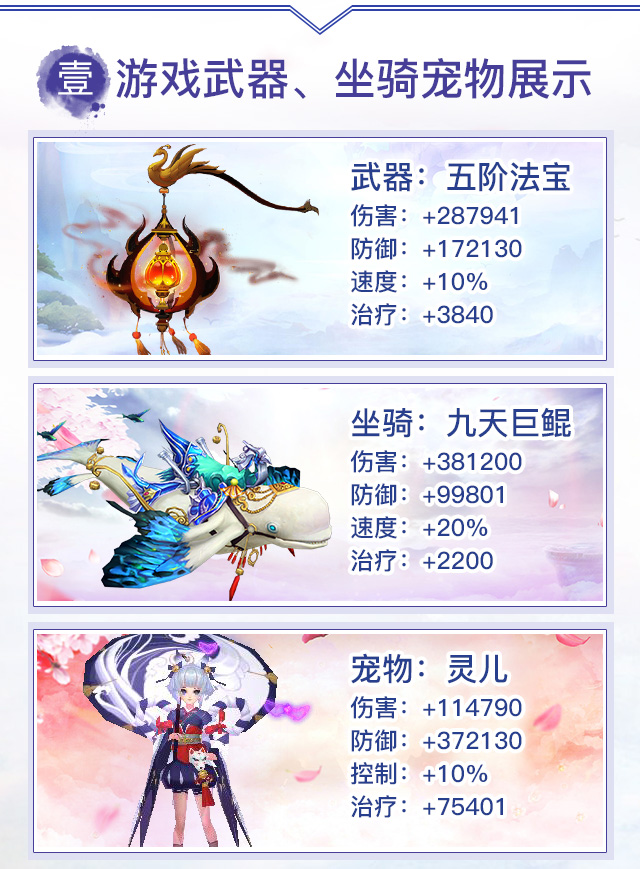 壹 游戏武器、坐骑宠物展示
武器：五阶法宝
伤害：+287941
防御：+172130
速度：+10%
治疗：+3840
坐骑：九天巨鲲
伤害：+381200
防御：+99801
速度：+20%
治疗：+2200
宠物：灵儿
伤害：+114790
防御：+372130
控制：+10%
治疗：+75401